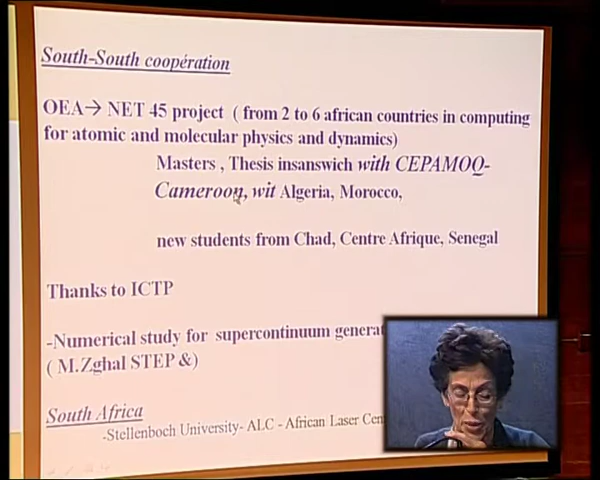 South-South coopération
OEA→ NET 45 project ( from 2 to 6 african countries in computing
for atomic and molecular physics and dynamics)
Masters , Thesis insanswich with CEPAMOQ-
Cameroon, wit Algeria, Morocco,
new students from Chad, Centre Afrique, Senegal
Thanks to ICTP
-Numerical study for supercontinuum
( M.Zghal STEP &)
South Africa
-Stellenboch University- ALC - African Laser